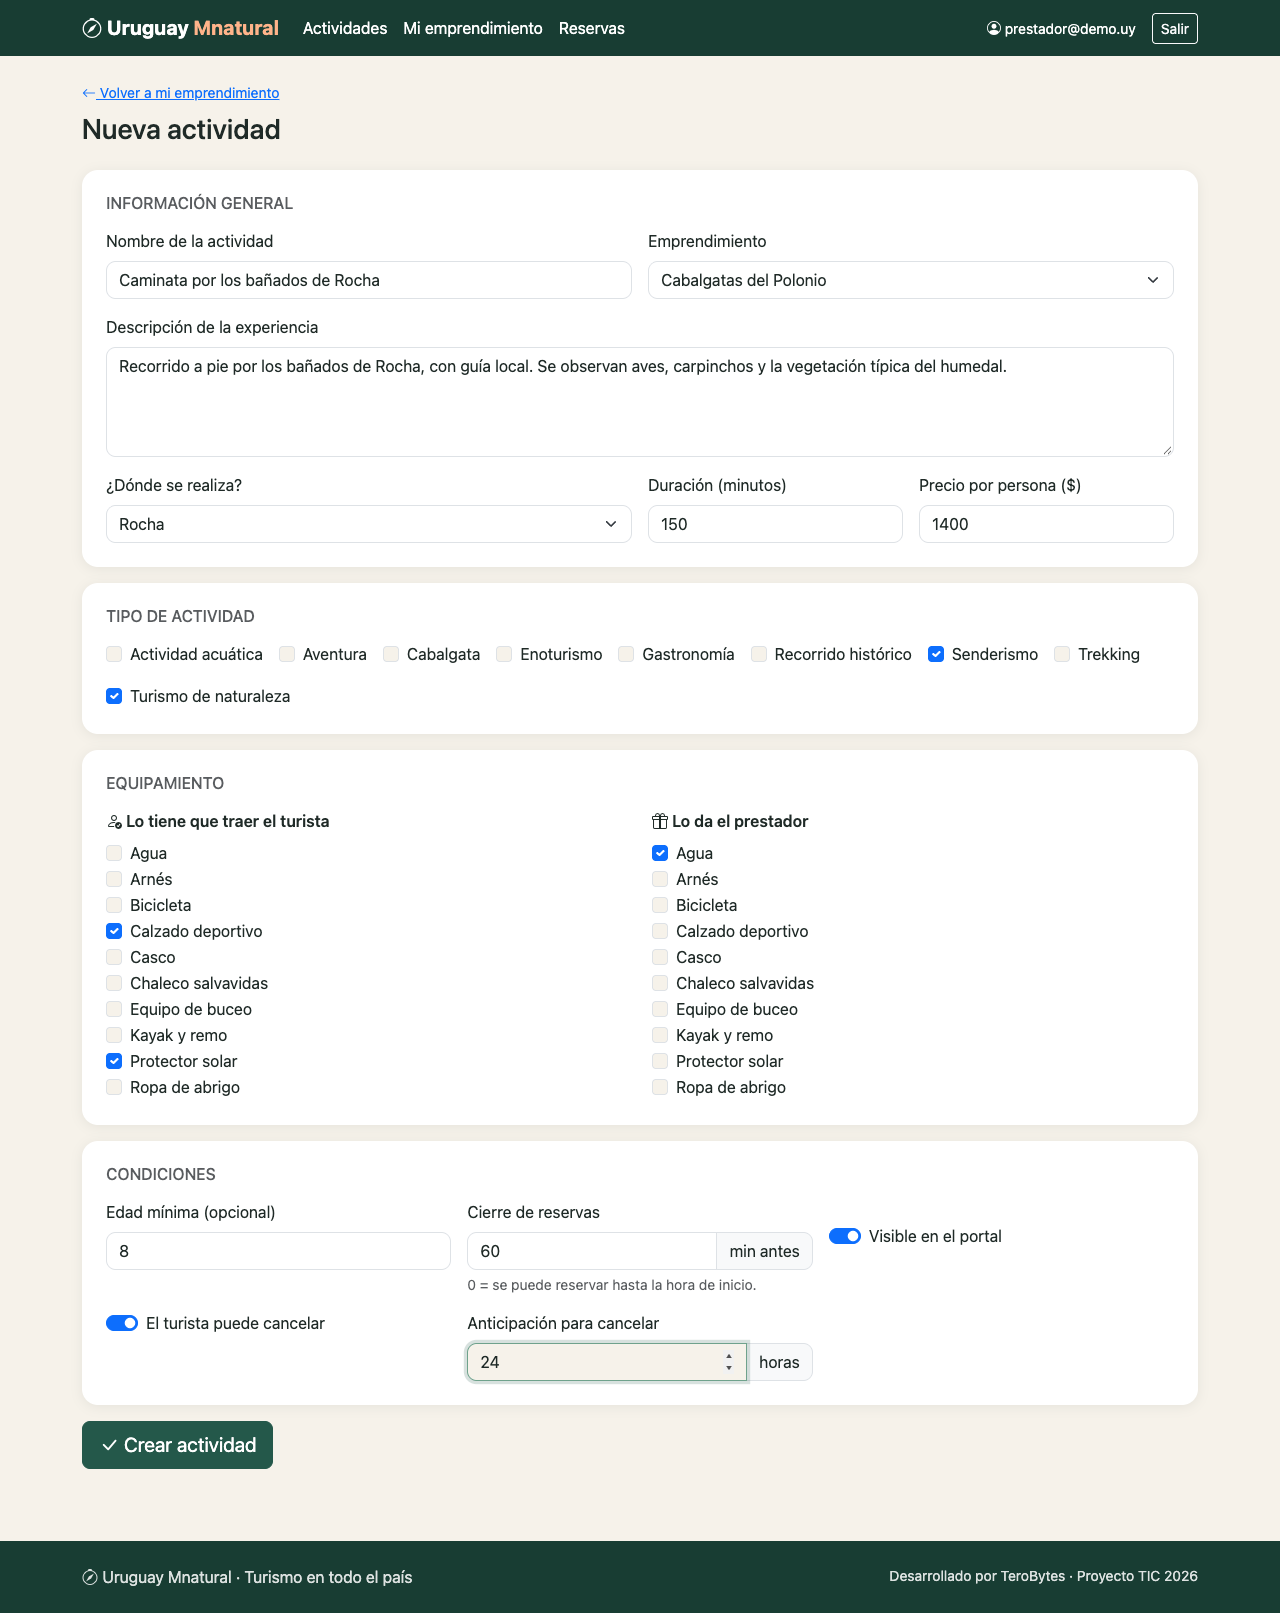 Uruguay Mnatural Actividades Mi emprendimiento Reservas prestador@demo.uy Salir
← Volver a mi emprendimiento
Nueva actividad
INFORMACIÓN GENERAL
Nombre de la actividad Emprendimiento
Caminata por los bañados de Rocha Cabalgatas del Polonio
Descripción de la experiencia
Recorrido a pie por los bañados de Rocha, con guía local. Se observan aves, carpinchos y la vegetación típica del humedal.
¿Dónde se realiza? Duración (minutos) Precio por persona ($)
Rocha 150 1400
TIPO DE ACTIVIDAD
Actividad acuática Aventura Cabalgata Enoturismo Gastronomía Recorrido histórico Senderismo Trekking
Turismo de naturaleza
EQUIPAMIENTO
Lo tiene que traer el turista Lo da el prestador
Agua Agua
Arnés Arnés
Bicicleta Bicicleta
Calzado deportivo Calzado deportivo
Casco Casco
Chaleco salvavidas Chaleco salvavidas
Equipo de buceo Equipo de buceo
Kayak y remo Kayak y remo
Protector solar Protector solar
Ropa de abrigo Ropa de abrigo
CONDICIONES
Edad mínima (opcional) Cierre de reservas
8 60 min antes Visible en el portal
0 = se puede reservar hasta la hora de inicio.
El turista puede cancelar Anticipación para cancelar
24 horas
Crear actividad
Uruguay Mnatural · Turismo en todo el país Desarrollado por TeroBytes · Proyecto TIC 2026